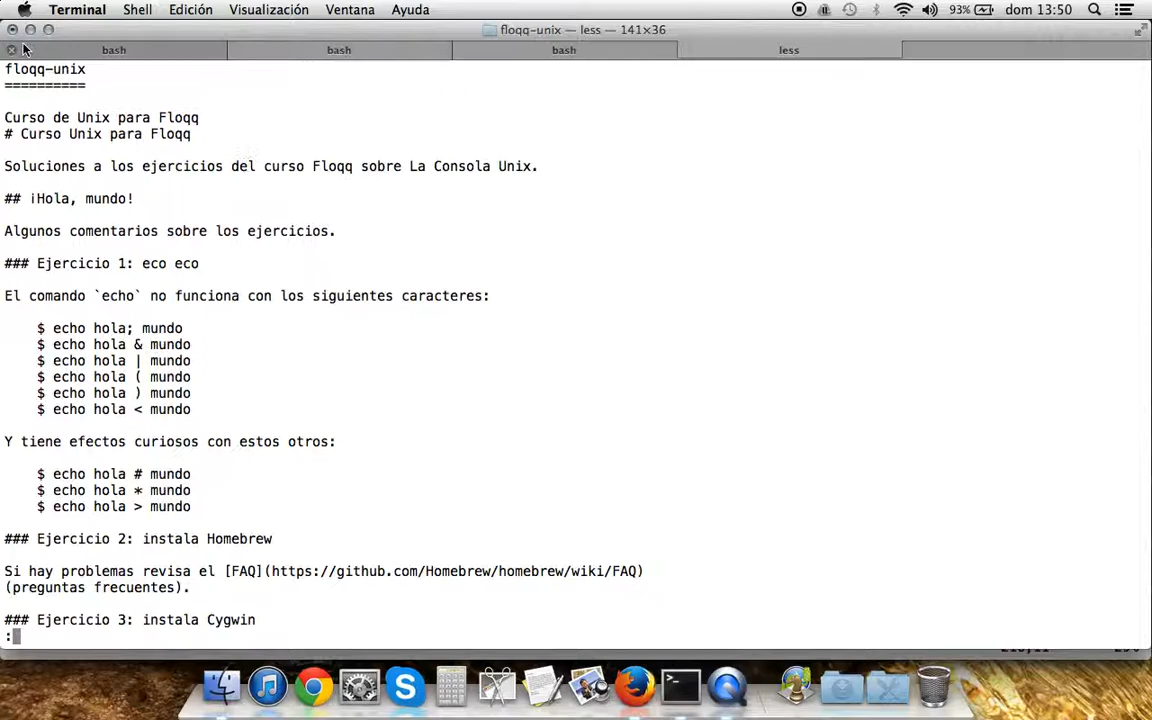 Terminal Shell Edición Visualización Ventana Ayuda 93% dom 13:50
floqq-unix — less — 141×36
bash bash bash less
floqq-unix
==========
Curso de Unix para Floqq
# Curso Unix para Floqq
Soluciones a los ejercicios del curso Floqq sobre La Consola Unix.
## ¡Hola, mundo!
Algunos comentarios sobre los ejercicios.
### Ejercicio 1: eco eco
El comando `echo` no funciona con los siguientes caracteres:
$ echo hola; mundo
$ echo hola & mundo
$ echo hola | mundo
$ echo hola ( mundo
$ echo hola ) mundo
$ echo hola < mundo
Y tiene efectos curiosos con estos otros:
$ echo hola # mundo
$ echo hola * mundo
$ echo hola > mundo
### Ejercicio 2: instala Homebrew
Si hay problemas revisa el [FAQ](https://github.com/Homebrew/homebrew/wiki/FAQ)
(preguntas frecuentes).
### Ejercicio 3: instala Cygwin
: